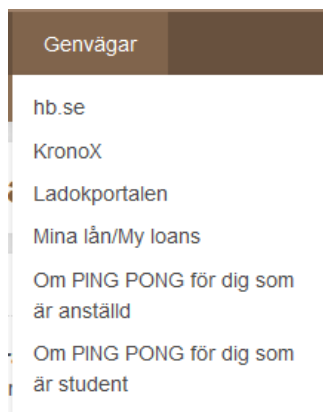 Genvägar
hb.se
KronoX
Ladokportalen
Mina lån/My loans
Om PING PONG för dig som
är anställd
Om PING PONG för dig som
är student